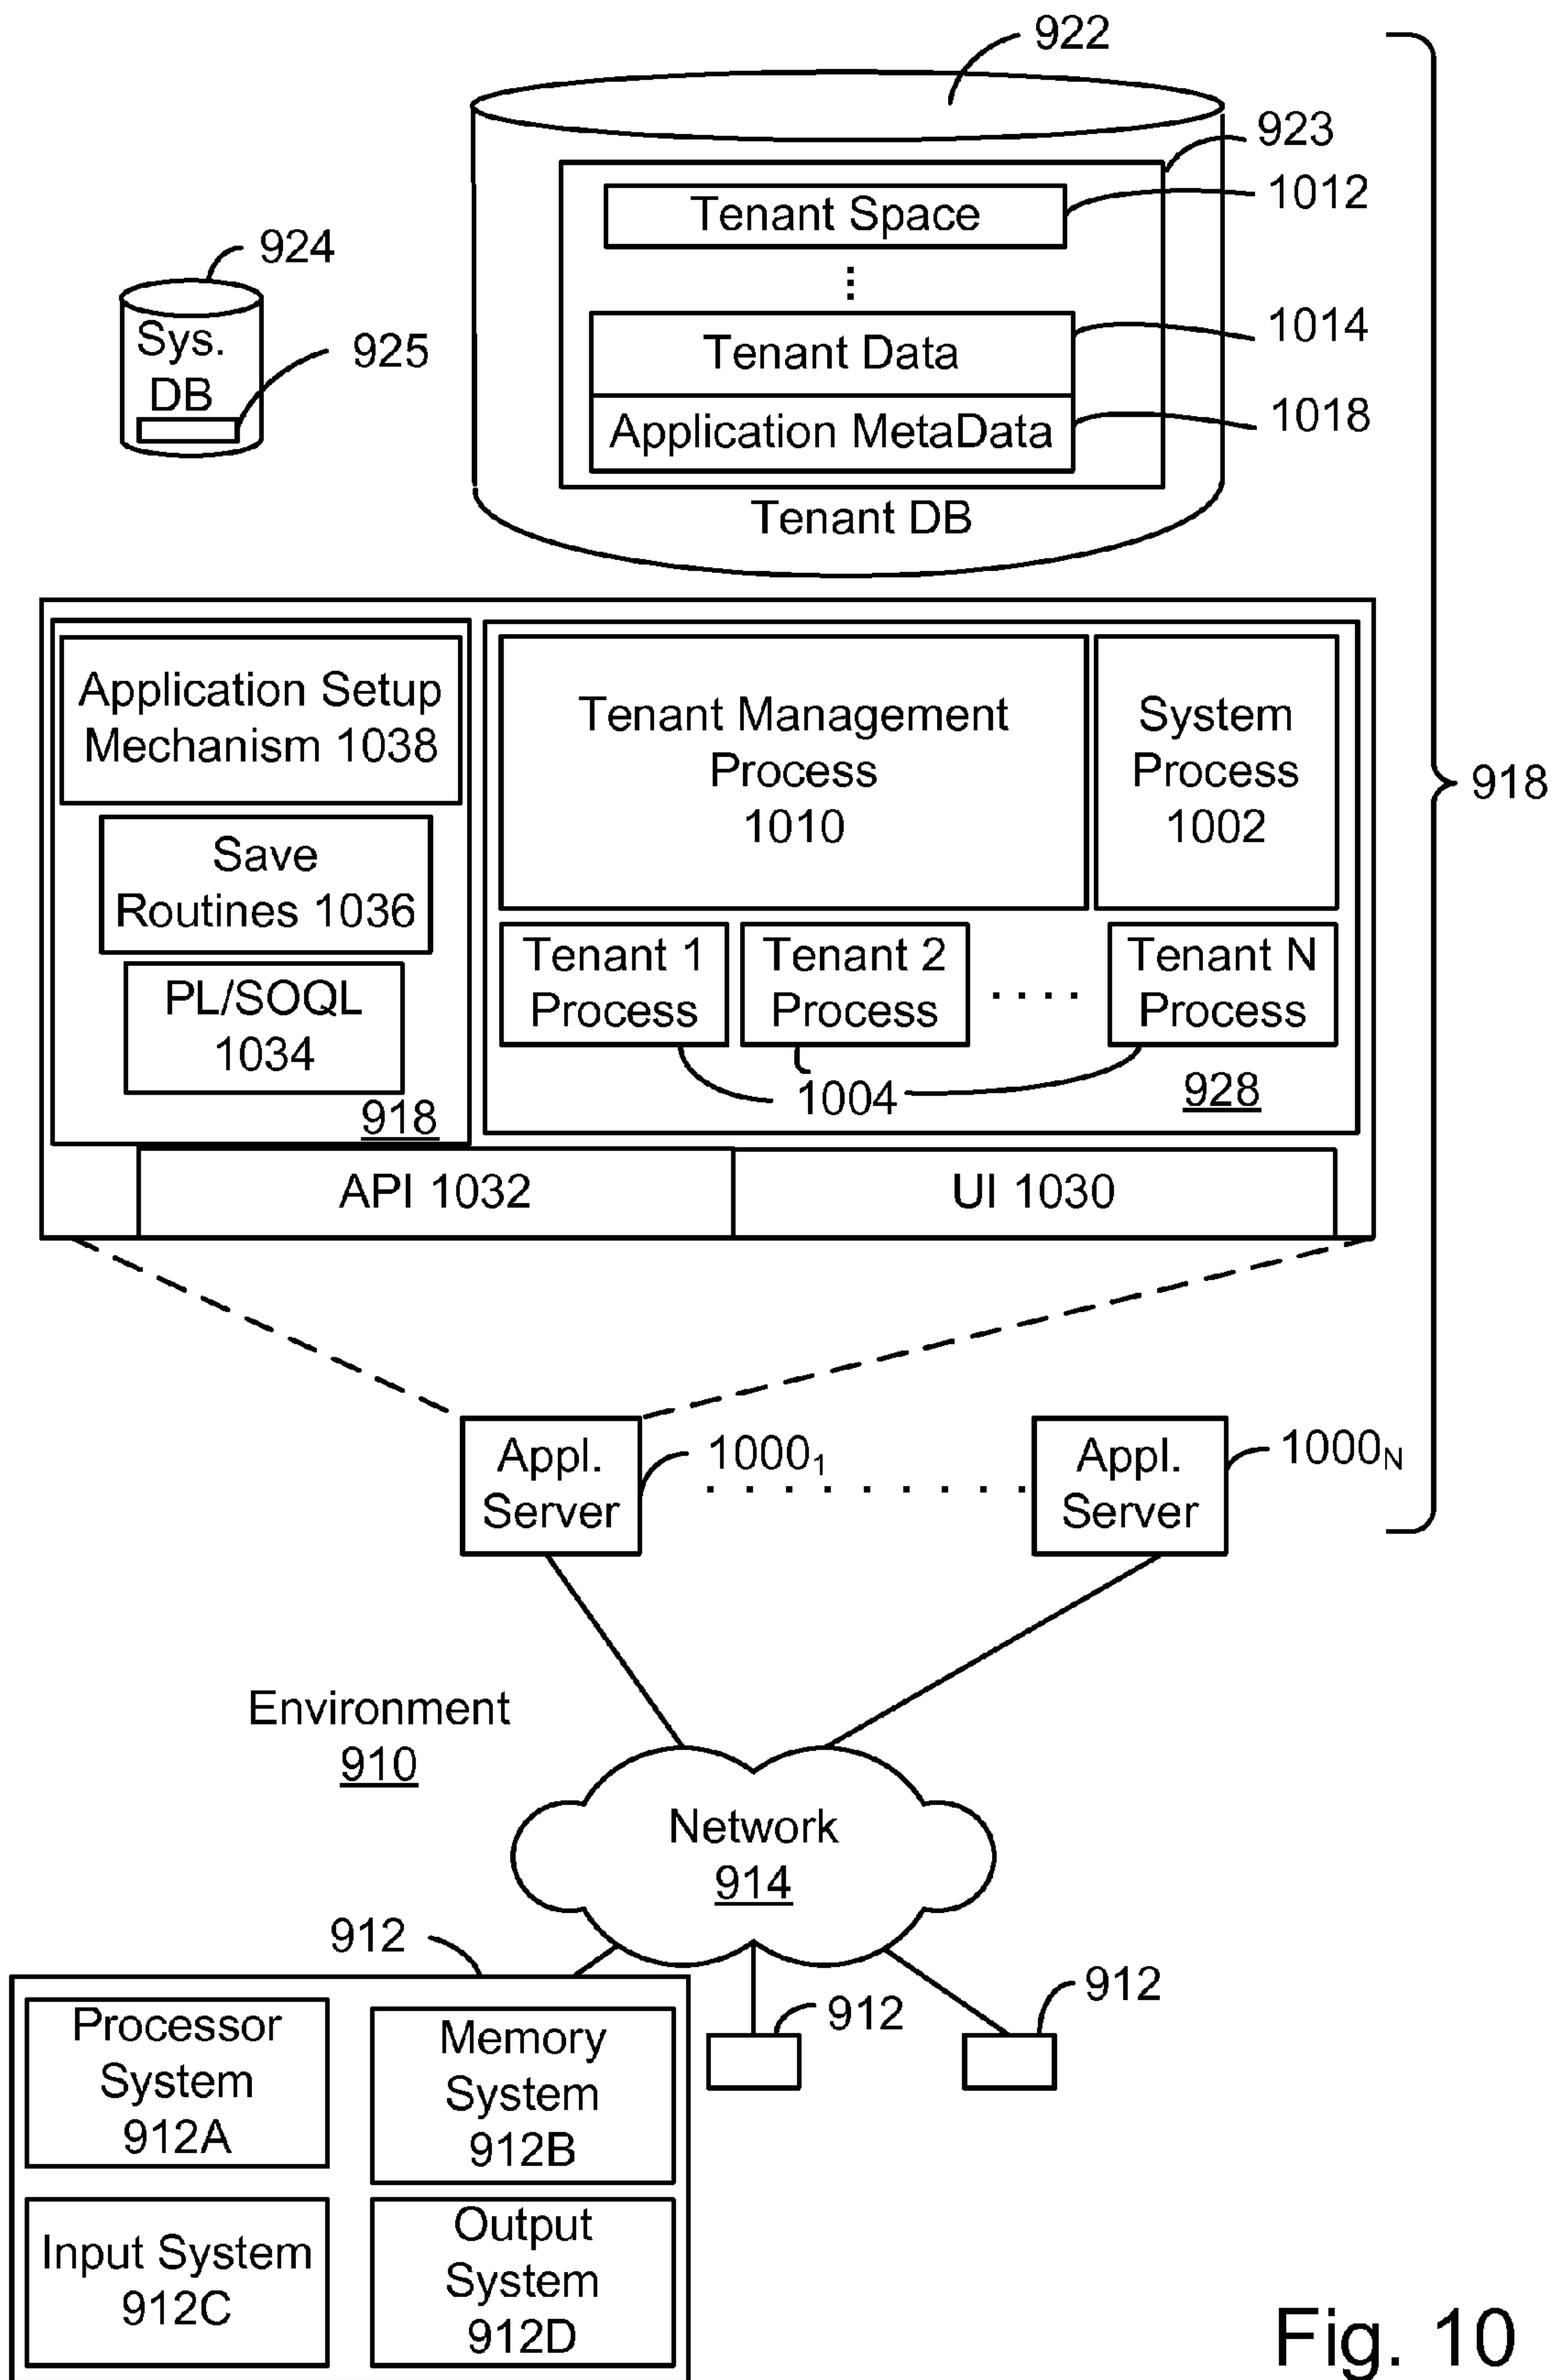 922
923
Tenant Space
1012
924
Sys.
DB
925
Tenant Data
1014
Application MetaData
1018
Tenant DB
Application Setup
Mechanism 1038
Save
Routines 1036
PL/SOQL
1034
918
Tenant Management
Process
1010
System
Process
1002
Tenant 1
Process
Tenant 2
Process
Tenant N
Process
1004
928
API 1032
UI 1030
918
Appl.
Server
1000₁
Appl.
Server
1000N
Environment
910
Network
914
912
912
912
Processor
System
912A
Memory
System
912B
Input System
912C
Output
System
912D
Fig. 10